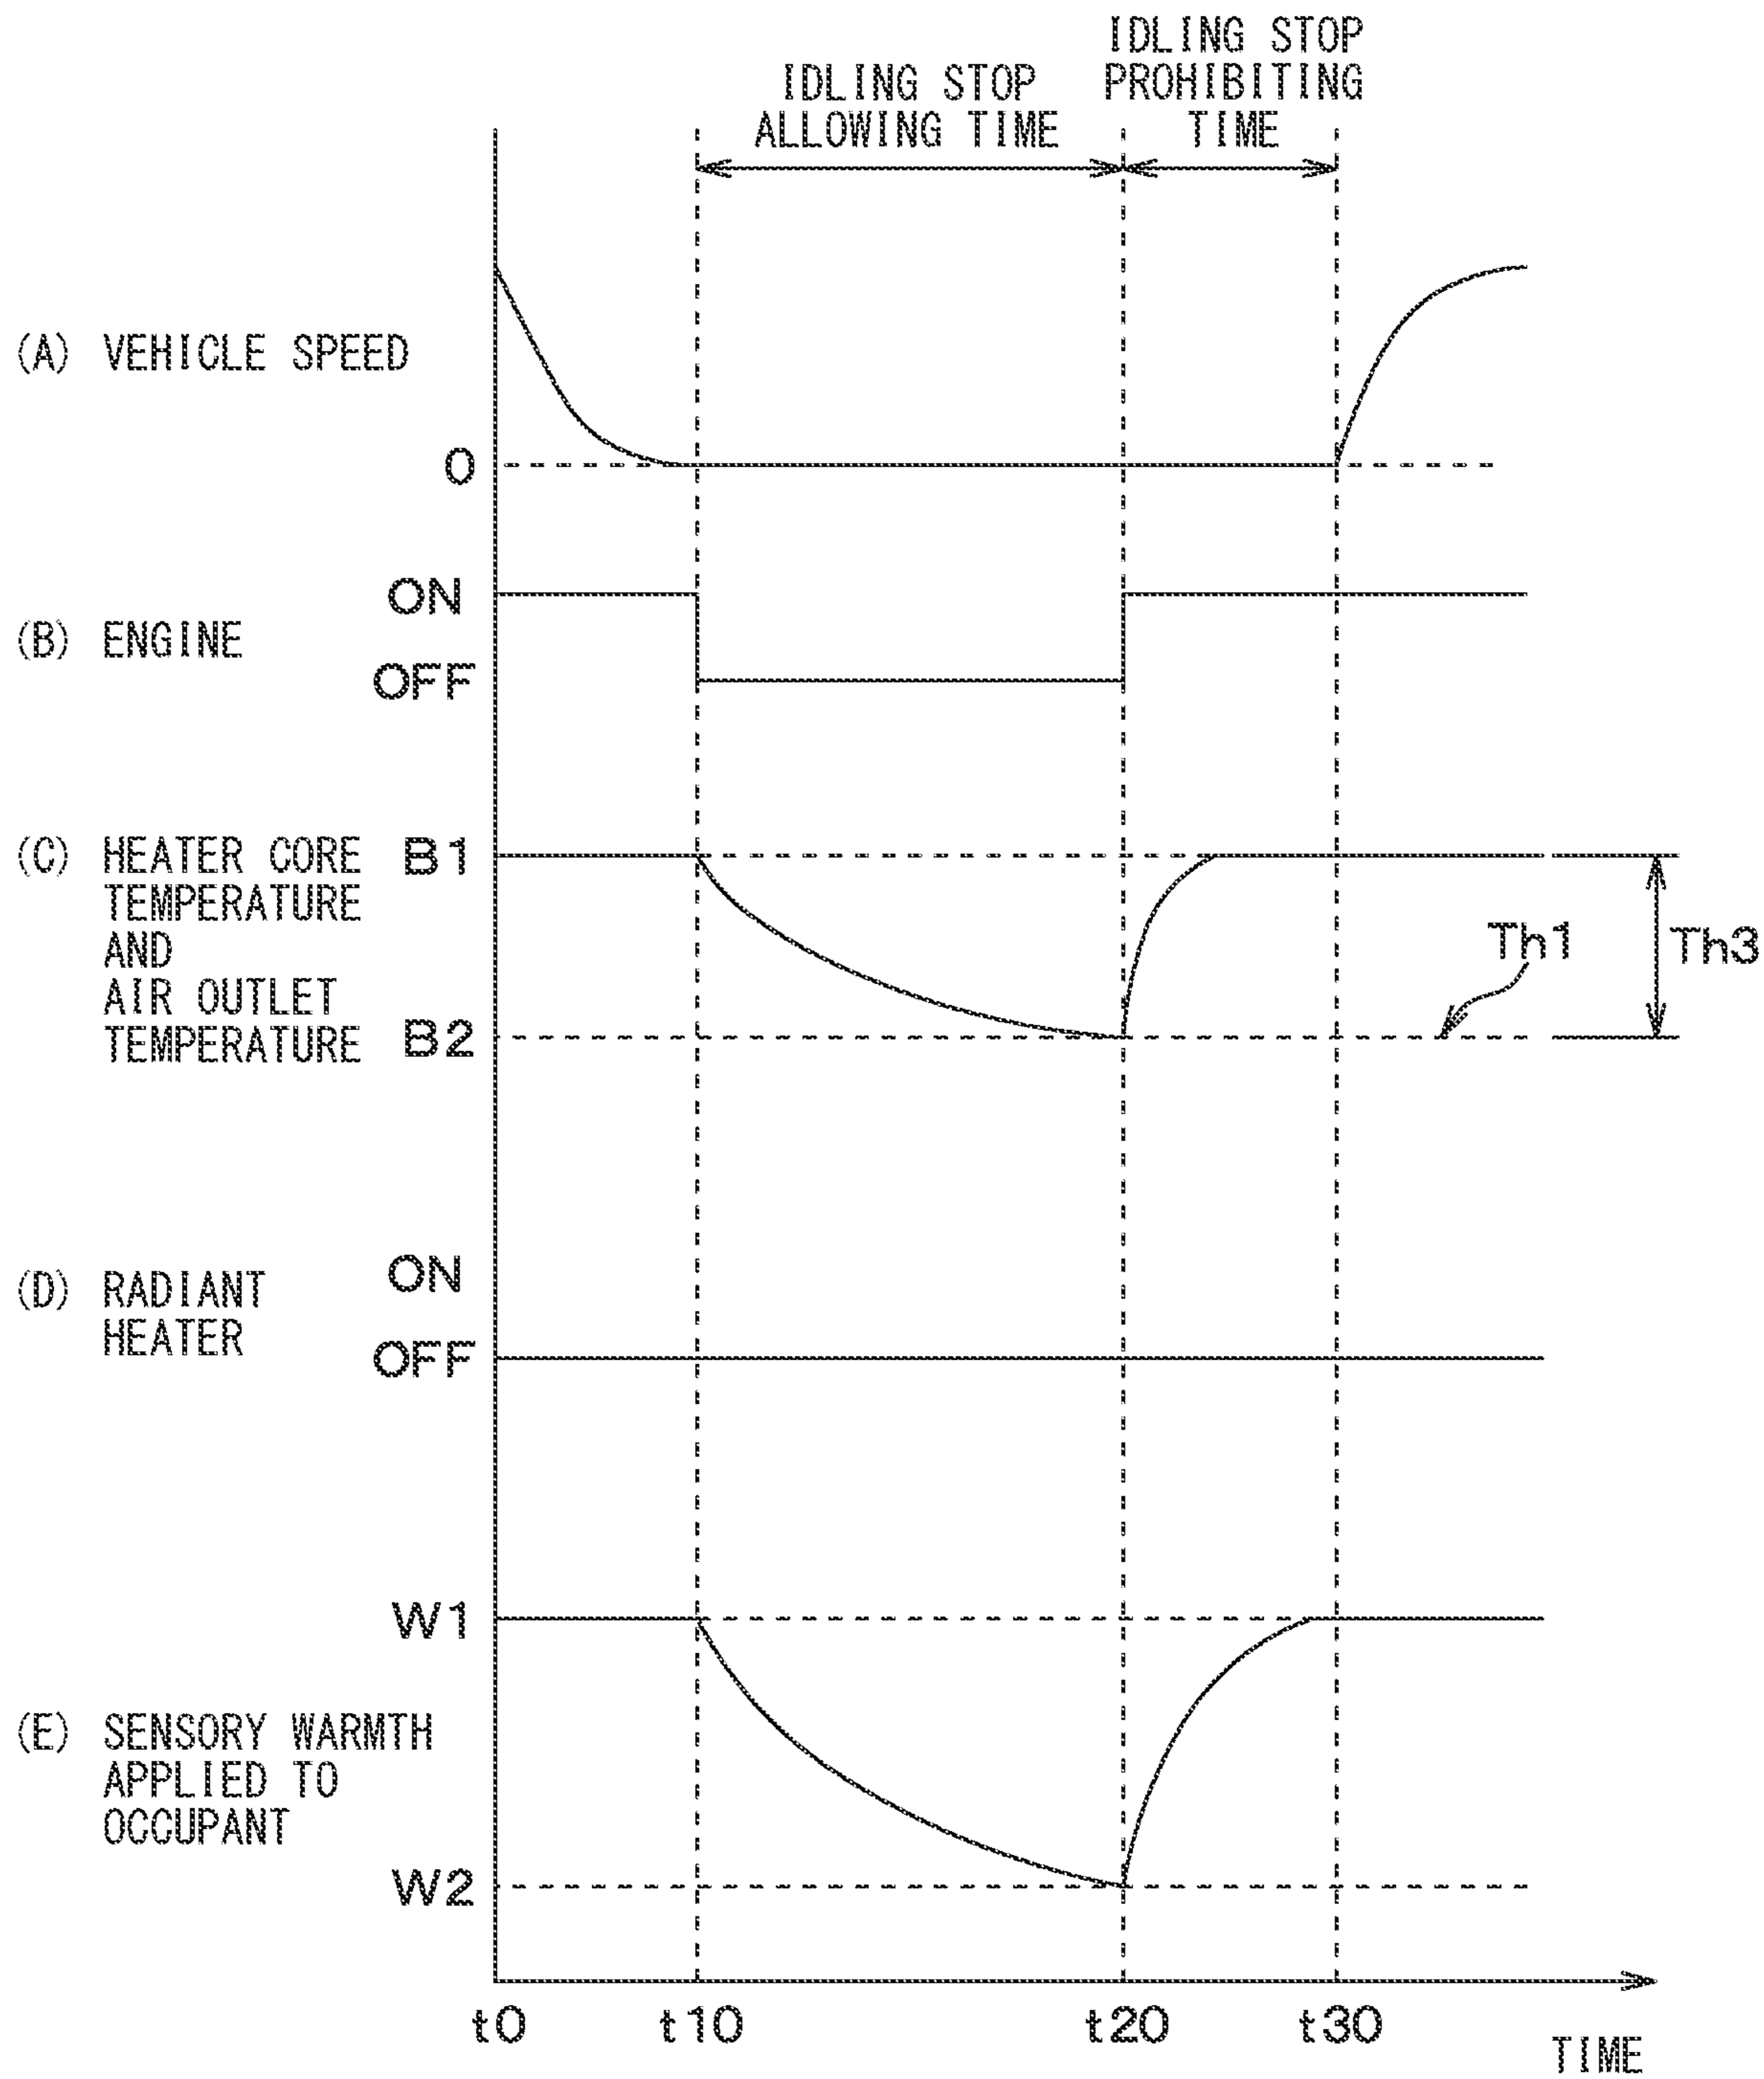 IDLING STOP
ALLOWING TIME
IDLING STOP
PROHIBITING
TIME
(A) VEHICLE SPEED
0
(B) ENGINE
ON
OFF
(C) HEATER CORE
TEMPERATURE
AND
AIR OUTLET
TEMPERATURE
B1
B2
Th1
Th3
(D) RADIANT
HEATER
ON
OFF
(E) SENSORY WARMTH
APPLIED TO
OCCUPANT
W1
W2
t0 t10 t20 t30
TIME